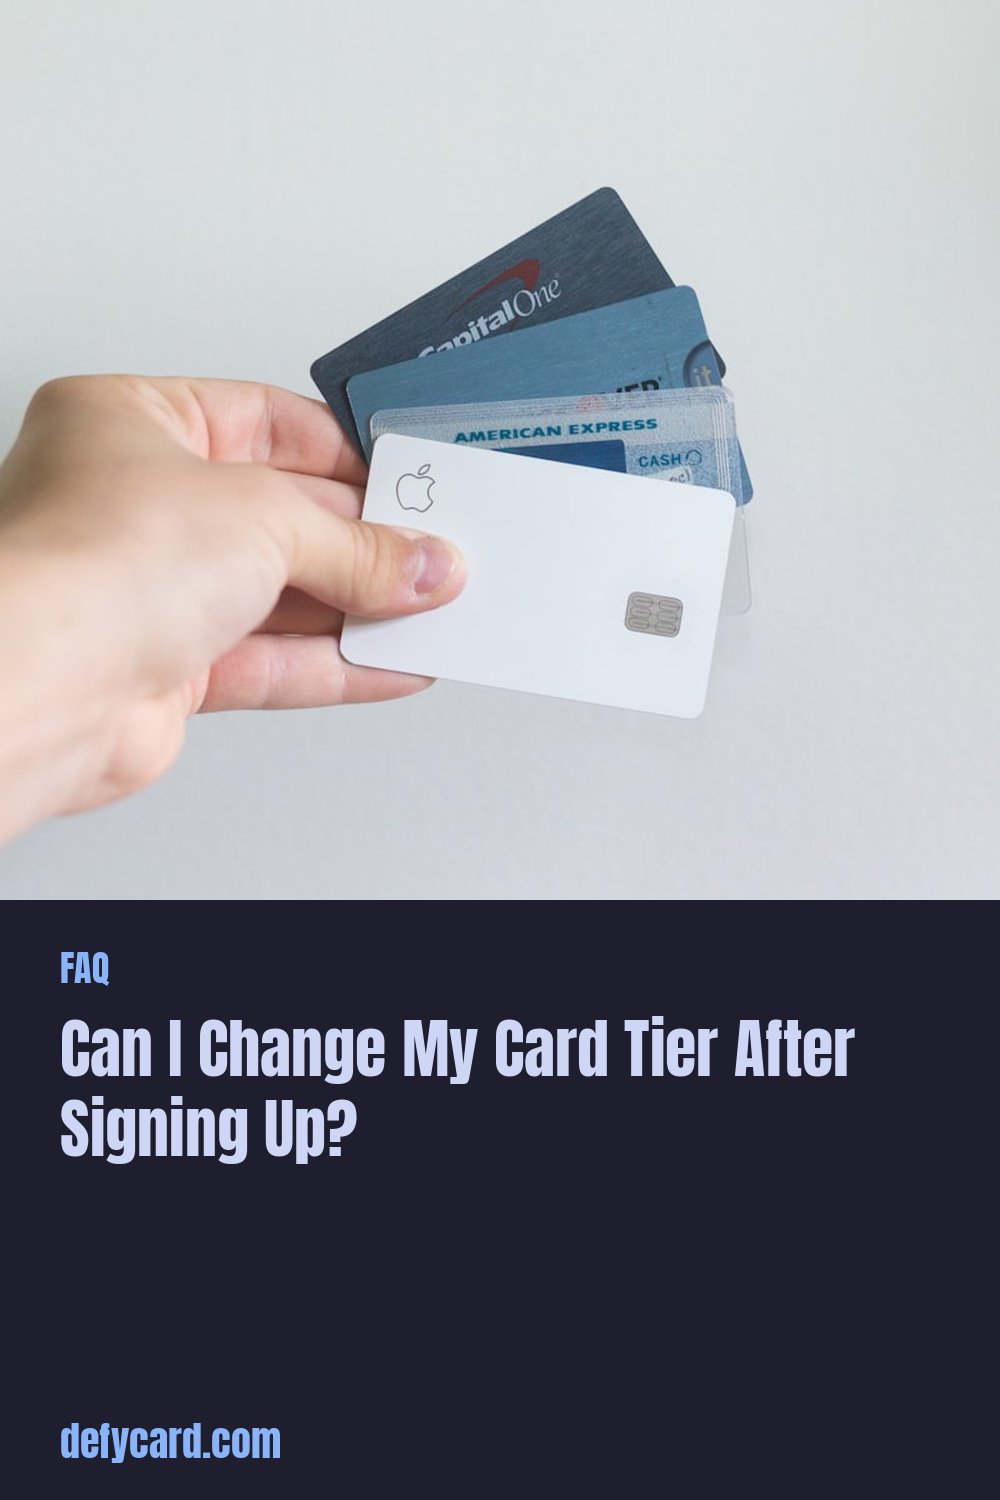 CapitalOne
AMERICAN EXPRESS
CASH
FAQ
Can I Change My Card Tier After
Signing Up?
defycard.com